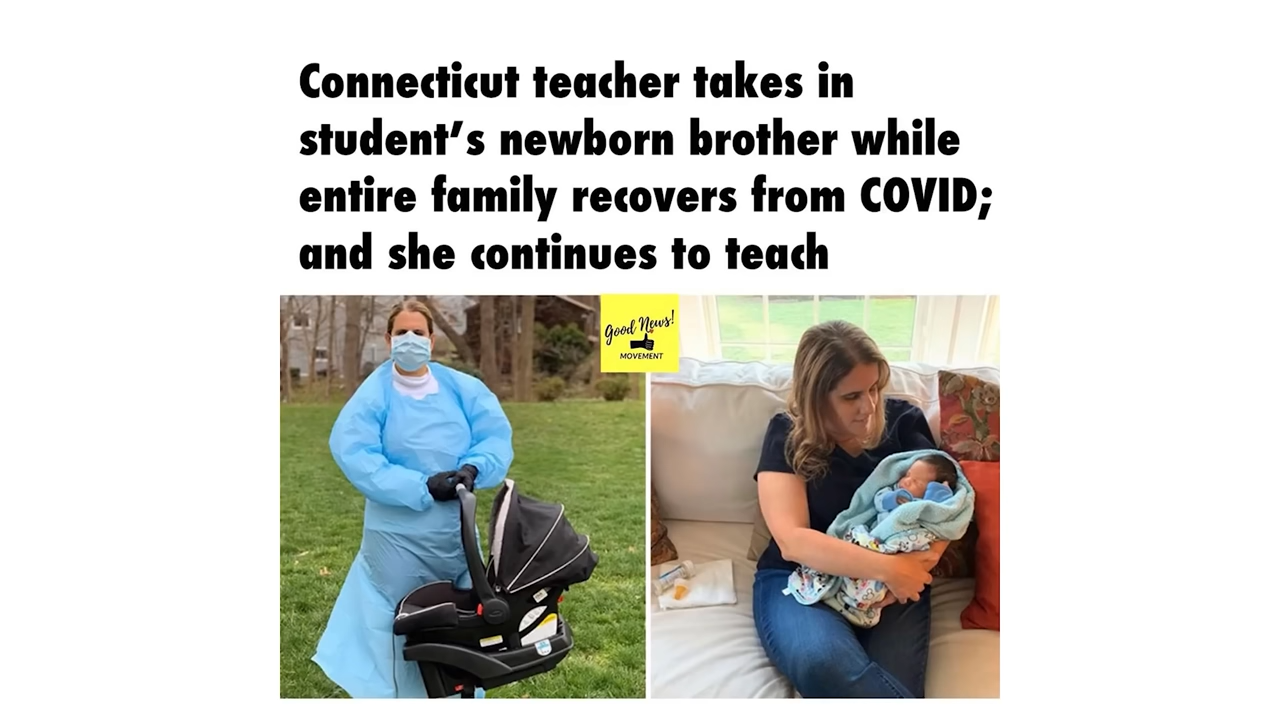 Connecticut teacher takes in
student's newborn brother while
entire family recovers from COVID;
and she continues to teach
Good News!
MOVEMENT